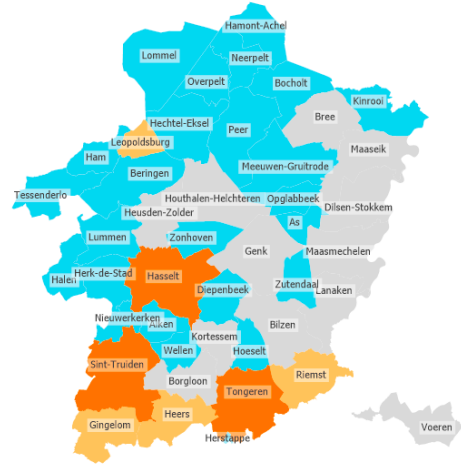 Hamont-Achel
Lommel
Neerpelt
Overpelt
Bocholt
Kinrooi
Hechtel-Eksel
Bree
Peer
Leopoldsburg
Maaseik
Ham
Meeuwen-Gruitrode
Beringen
Tessenderlo
Houthalen-Helchteren
Opglabbeek
Dilsen-Stokkem
Heusden-Zolder
As
Lummen
Zonhoven
Genk
Maasmechelen
Herk-de-Stad
Hasselt
Halen
Zutendaal
Diepenbeek
Lanaken
Nieuwerkerken
Alken
Bilzen
Kortessem
Wellen
Hoeselt
Sint-Truiden
Riemst
Borgloon
Tongeren
Heers
Gingelom
Voeren
Herstappe